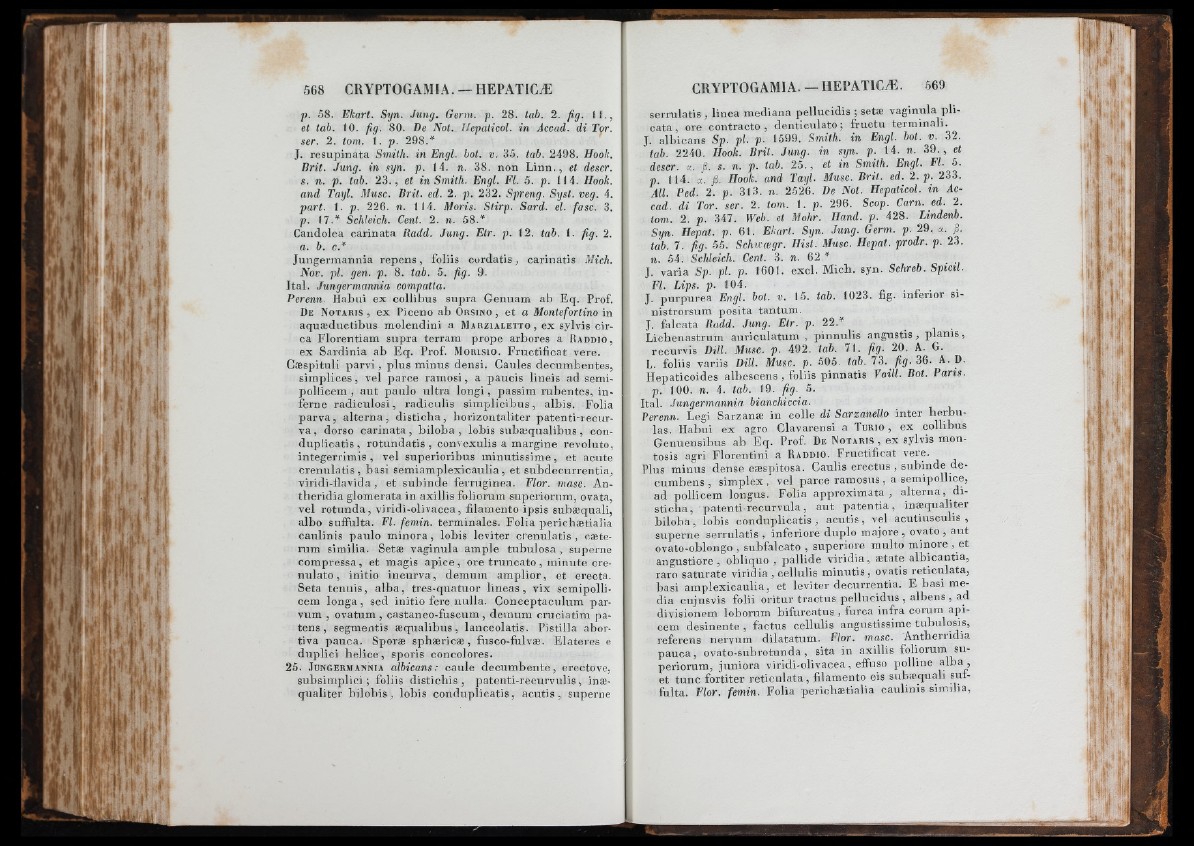 568 CRYPTOGAMIA. — HEPATICÆ
p. 58. Ekart. Syn. Jung. Germ. p. 28. tab. 2. fig. 11.,
et tab. 10. fig. 80. De Not. Hepaticol. in Accad. di Tor.
ser. 2. tom. 1. p. 298.*
J. resupinata Smith. in Engl. bot. v. 35. tab. 2498. Hook.
Brit. Jung. in syn. p. 14. n. 38. non Linn., et descr.
s. n. p. tab. 23., et in Smith. Engl. Fl. 5. p. 114. Hook.
and Tayl. Musc. Brit. ed. 2. p. 232. Spreng. Syst. veg. 4.
part. 1. p. 226. n. 114. Moris. Stirp. Sard. el. fasc. 3.
p. 17.* Schleich. Cent. 2. n. 58.*
Candolea carinata Radd. Jung. Etr. p. 12. tab. 1. fig. 2.
a. b. c.*
Jungermannia repens, foliis cordatis, carinatis Mich.
Nov. pl. gen. p. 8. tab. 5. fig. 9.
Ital. Jungermannia compatta.
Perenn. Habui ex collibus supra Genuam ab Eq. Prof.
De Notaris, ex Piceno ab Orsino, et a Montefortino in
aquæductibus molendini a Marzialetto, ex sylvis cir-
ca Florentiam supra terram prope arbores a Raddio,
ex Sardinia ab Eq. Prof. Morisio. Fructificat vere.
Cæspituli parvi, plus minus densi. Caules decumbentes,
simplices, vel parce ramosi, a paucis lineis ad semi-
pollicem, aut paulo ultra longi, passim rubentes, in-
ferne radiculosi, radiculis simplicibus, albis. Folia
parva, alterna, disticha, horizontaliter patenti-recur-
va, dorso carinata, biloba, lobis subæqualibus, con-
duplicatis, rotundatis, convexulis a margine revoluto,
integerrimis, vel superioribus minutissime, et acute
crenulatis, basi semiamplexicaulia, et subdecurrentia,
viridi-flavida, et subinde ferruginea. Flor. masc. An-
theridia glomerata in axillis foliorum superiorum, ovata,
vel rotunda, viridi-olivacea, filamento ipsis subæquali,
albo suffulta. Fl. femin. terminales. Folia perichætialia
caulinis paulo minora, lobis leviter crenulatis, cæte-
rum similia. Setæ vaginula ample tubulosa, superne
compressa, et magis apice, ore truncato, minute cre-
nulato, initio incurva, demum amplior, et erecta.
Seta tenuis, alba, tres-quatuor lineas, vix semipolli-
cem longa, sed initio fere nulla. Conceptaculum par-
vum, ovatum, castaneo-fuscum, demum cruciatim pa-
tens, segmentis æqualibus, lanceolatis. Pistilla abor-
tiva pauca. Sporæ sphæricæ, fusco-fulvæ. Elateres e
duplici helice, sporis concolores.
25. Jungermannia albicans: caule decumbente, erectove,
subsimplici; foliis distichis, patenti-recurvulis, inæ-
qualiter bilobis, lobis conduplicatis, acutis, superne
CRYPTOGAMIA. — HEPATICÆ. 569
serrulatis, linea mediana pellucidis; setæ vaginula pli-
cata, ore contracto, denticulato; fructu terminali.
J. albicans Sp. pl. p. 1599. Smith. in Engl. bot. v. 32.
tab. 2240. Hook. Brit. Jung. in syn. p. 14. n. 39., et
descr. α. β. s. n. p. tab. 25., et in Smith. Engl. Fl. 5.
p. 114. α. β. Hook. and Tayl. Musc. Brit. ed. 2. p. 233.
All. Ped. 2. p. 313. n. 2526. De Not. Hepaticol. in Ac-
cad. di Tor. ser. 2. tom. 1. p. 296. Scop. Carn. ed. 2.
tom. 2. p. 347. Web. et Mohr. Hand. p. 428. Lindenb.
Syn. Hepat. p. 61. Ekart. Syn. Jung. Germ. p. 29. α. β.
tab. 7. fig. 55. Schwægr. Hist. Musc. Hepat. prodr. p. 23.
n. 54. Schleich. Cent. 3. n. 62*
J. varia Sp. pl. p. 1601. excl. Mich. syn. Schreb. Spicil.
Fl. Lips. p. 104.
J. purpurea Engl. bot. v. 15. tab. 1023. fig. inferior si-
nistrorsum posita tantum.
J. falcata Radd. Jung. Etr. p. 22.*
Lichenastrum auriculatum, pinnulis angustis, planis,
recurvis Dill. Musc. p. 492. tab. 71. fig. 20. A. G.
L. foliis variis Dill. Musc. p. 505. tab. 73. fig. 36. A. D.
Hepaticoides albescens, foliis pinnatis Vaill. Bot. Paris.
p. 100. n. 4. tab. 19. fig. 5.
Ital. Jungermannia bianchiccia.
Perenn. Legi Sarzanæ in colle di Sarzanello inter herbu-
las. Habui ex agro Clavarensi a Turio, ex collibus
Genuensibus ab Eq. Prof. De Notaris, ex sylvis mon-
tosis agri Florentini a Raddio. Fructificat vere.
Plus minus dense cæspitosa. Caulis erectus, subinde de-
cumbens, simplex, vel parce ramosus, a semipollice,
ad pollicem longus. Folia approximata, alterna, di-
sticha, patenti-recurvula, aut patentia, inæqualiter
biloba, lobis conduplicatis, acutis, vel acutiusculis,
superne serrulatis, inferiore duplo majore, ovato, aut
ovato-oblongo, subfalcato, superiore multo minore, et
angustiore, obliquo, pallide viridia, ætate albicantia,
raro saturate viridia, cellulis minutis, ovatis reticulata,
basi amplexicaulia, et leviter decurrentia. E basi me-
dia cujusvis folii oritur tractus pellucidus, albens, ad
divisionem loborum bifurcatus, furca infra eorum api-
cem desinente, factus cellulis angustissime tubulosis,
referens nervum dilatatum. Flor. masc. Antherridia
pauca, ovato-subrotunda, sita in axillis foliorum su-
periorum, juniora viridi-olivacea, effuso polline alba,
et tunc fortiter reticulata, filamento eis subæquali suf-
fulta. Flor. femin. Folia perichætialia caulinis similia,